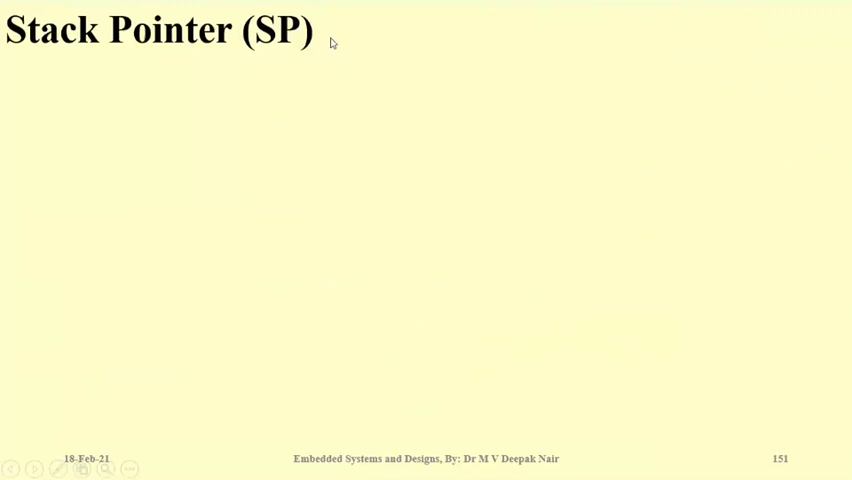 Stack Pointer (SP)
18-Feb-21
Embedded Systems and Designs, By: Dr M V Deepak Nair
151